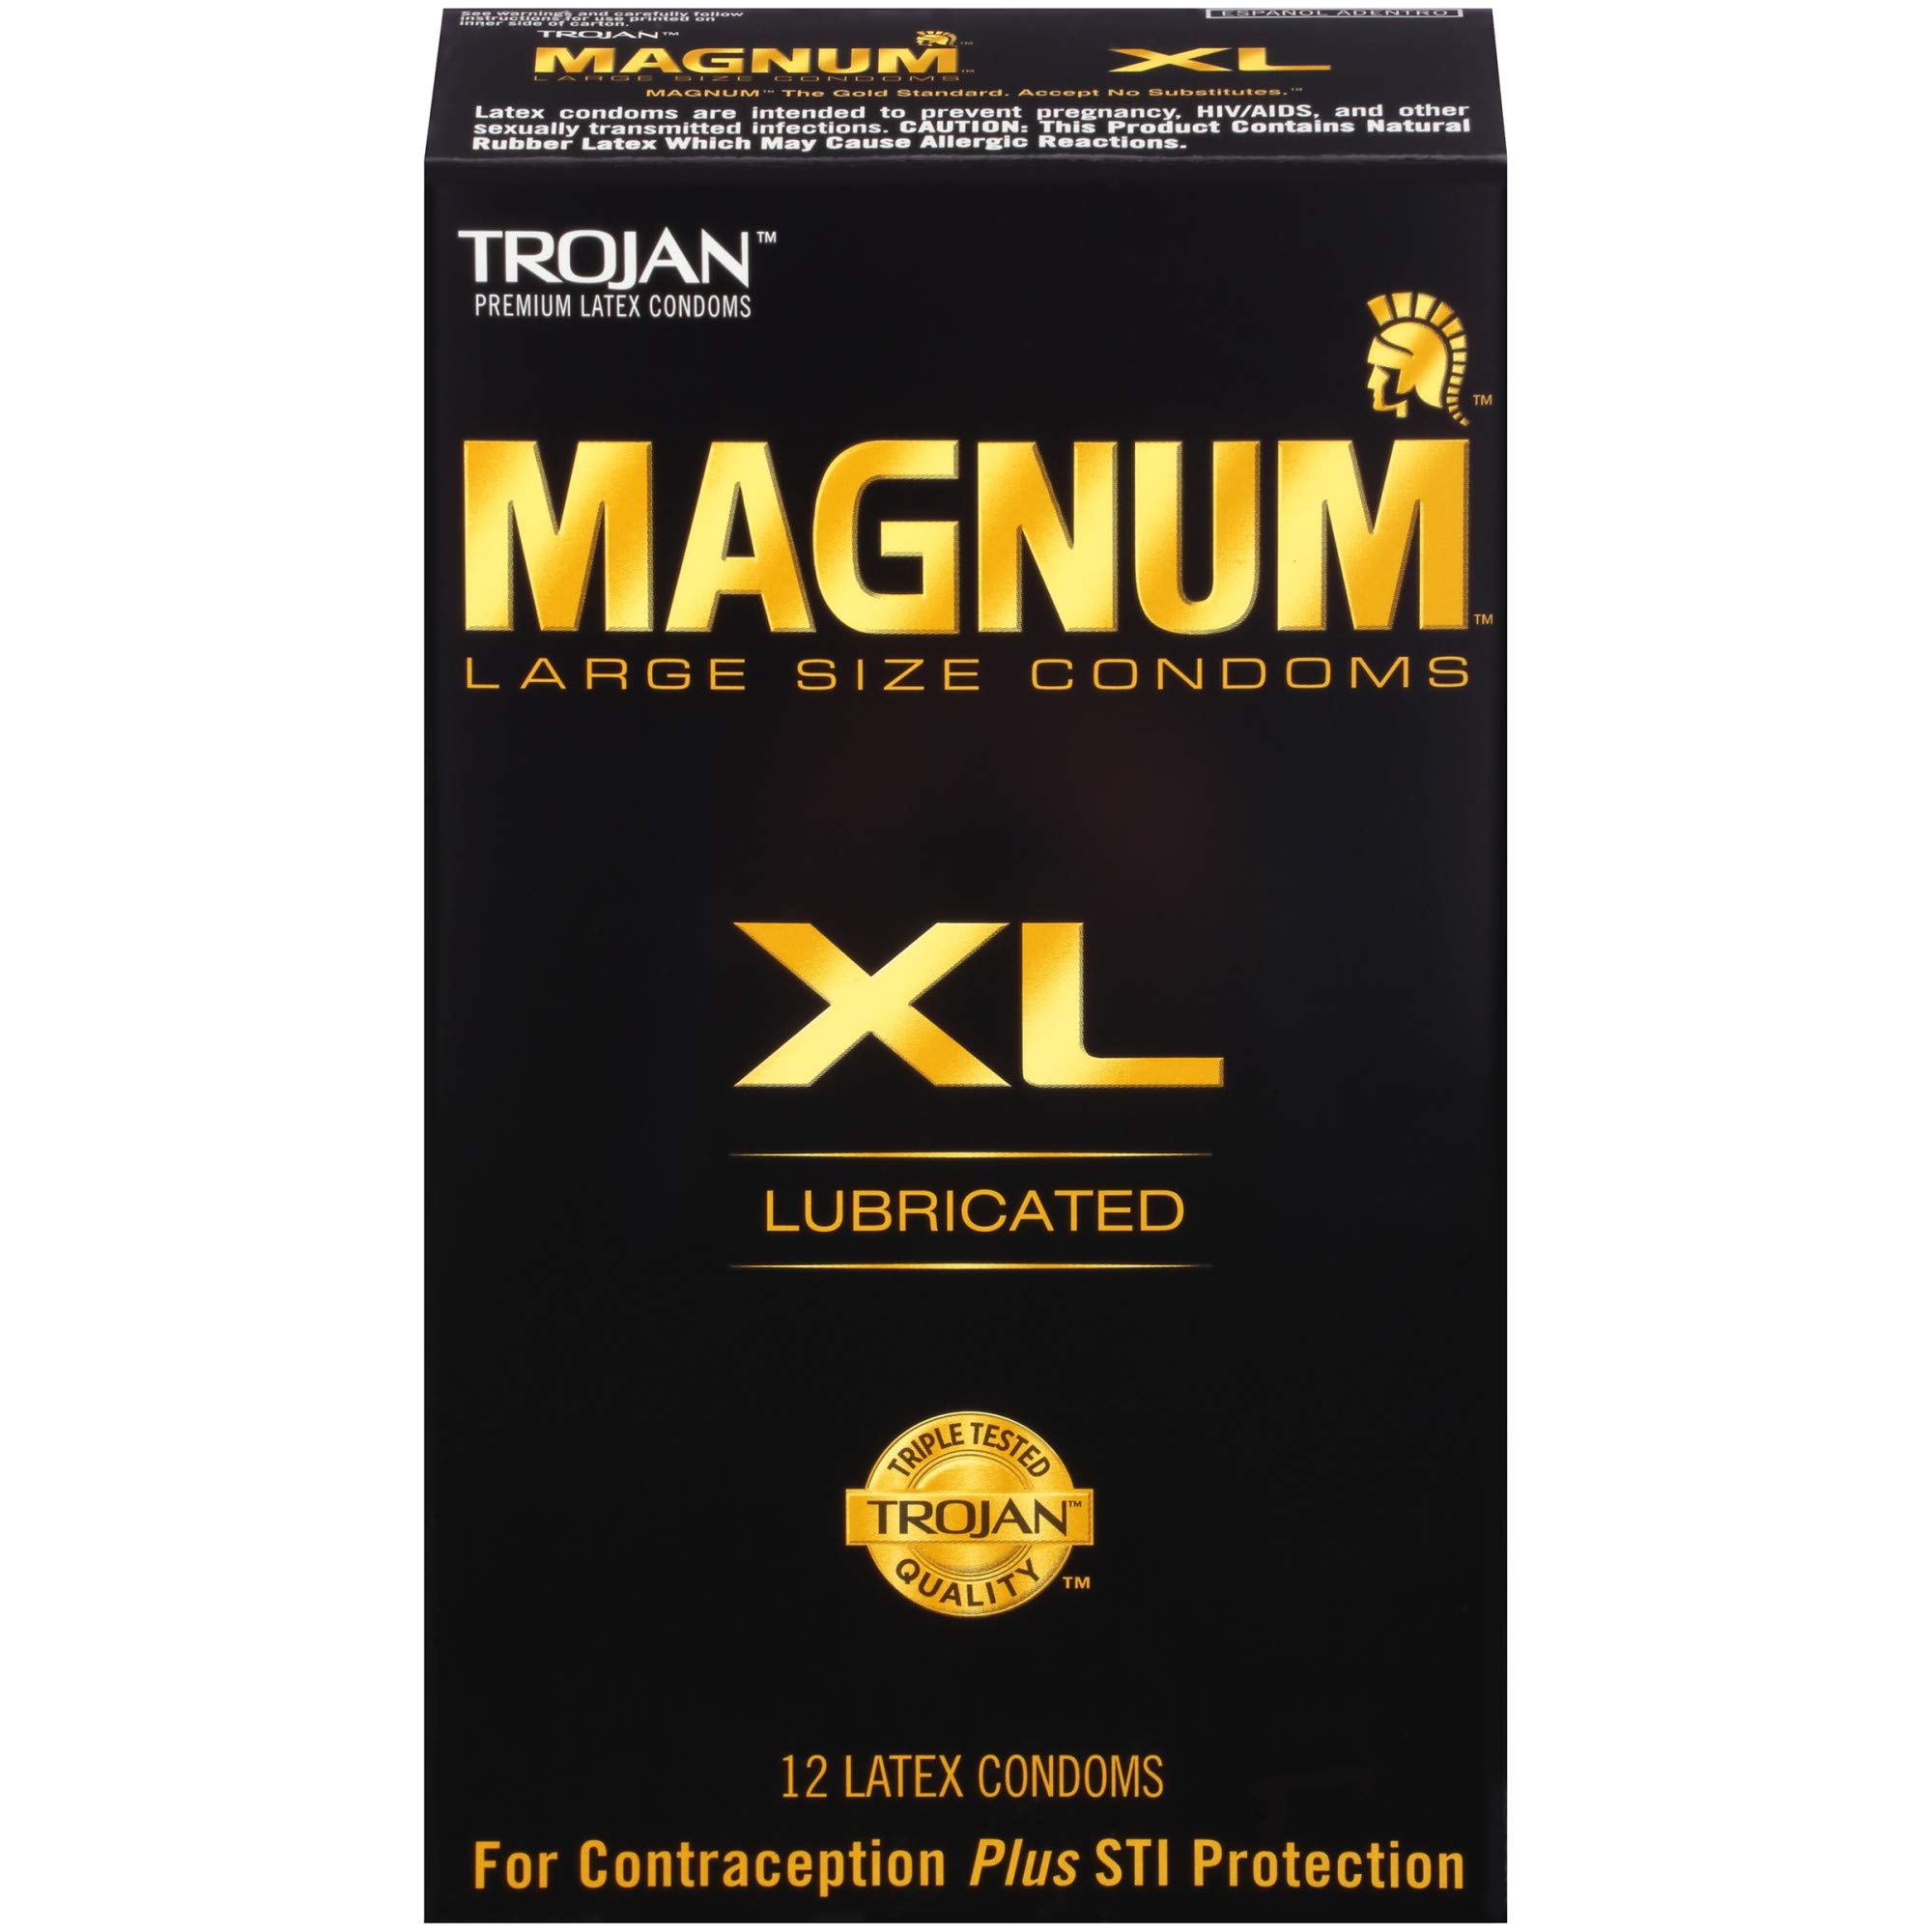 See warnings and carefully follow
instructions for use printed on
inner side of carton.
ESPAÑOL ADENTRO
TROJAN™
MAGNUM™ XL
LARGE SIZE CONDOMS
MAGNUM™ The Gold Standard. Accept No Substitutes.™
Latex condoms are intended to prevent pregnancy, HIV/AIDS, and other
sexually transmitted infections. CAUTION: This Product Contains Natural
Rubber Latex Which May Cause Allergic Reactions.
TROJAN™
PREMIUM LATEX CONDOMS
™
MAGNUM™
LARGE SIZE CONDOMS
XL
LUBRICATED
TRIPLE TESTED
TROJAN™
QUALITY™
12 LATEX CONDOMS
For Contraception Plus STI Protection